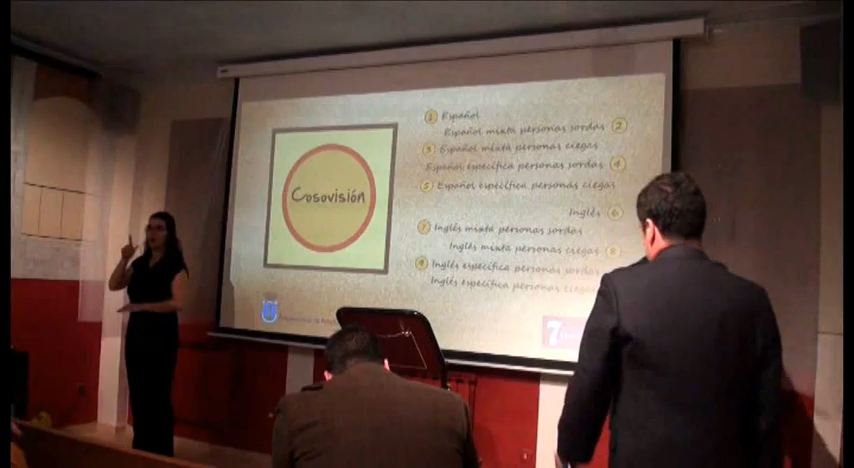 Cosovisión
1 Español
Español mixta personas sordas 2
3 Español mixta personas ciegas
Español específica personas sordas 4
5 Español específica personas ciegas
Inglés 6
7 Inglés mixta personas sordas
Inglés mixta personas ciegas 8
9 Inglés específica personas sordas
Inglés específica personas ciegas
7